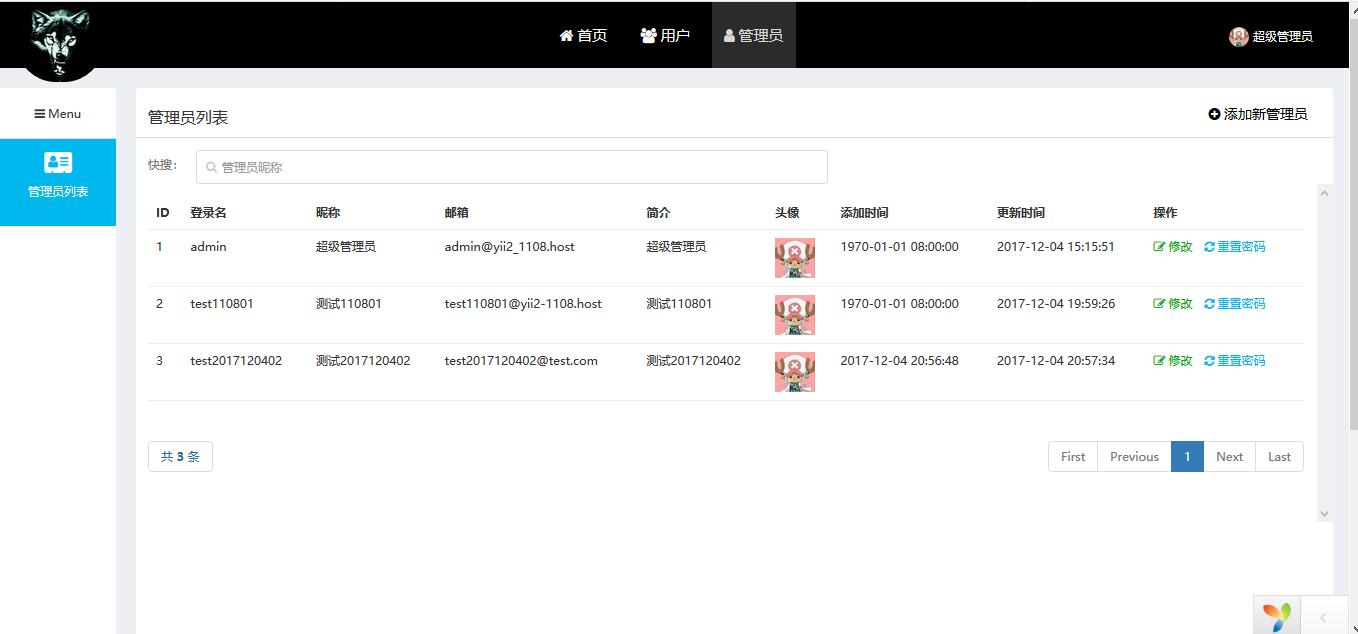 首页 用户 管理员 超级管理员
Menu
管理员列表
管理员列表 添加新管理员
快搜： 管理员昵称
ID 登录名 昵称 邮箱 简介 头像 添加时间 更新时间 操作
1 admin 超级管理员 admin@yii2_1108.host 超级管理员 1970-01-01 08:00:00 2017-12-04 15:15:51 修改 重置密码
2 test110801 测试110801 test110801@yii2-1108.host 测试110801 1970-01-01 08:00:00 2017-12-04 19:59:26 修改 重置密码
3 test2017120402 测试2017120402 test2017120402@test.com 测试2017120402 2017-12-04 20:56:48 2017-12-04 20:57:34 修改 重置密码
共 3 条 First Previous 1 Next Last